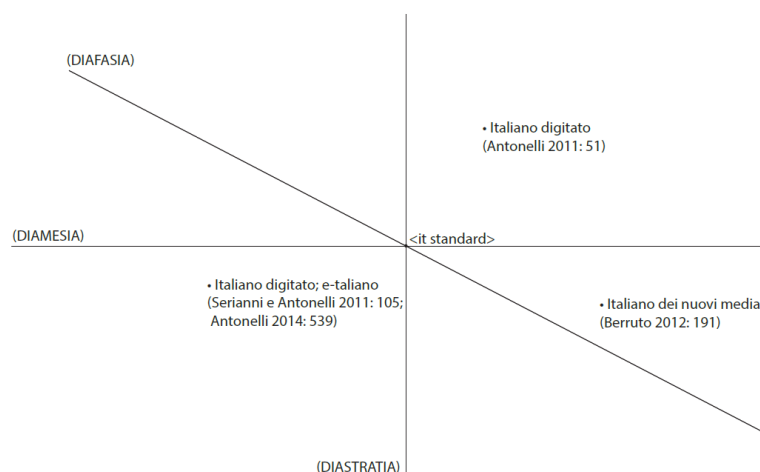 (DIAFASIA)
• Italiano digitato
(Antonelli 2011: 51)
(DIAMESIA)
<it standard>
• Italiano digitato; e-taliano
(Serianni e Antonelli 2011: 105;
Antonelli 2014: 539)
• Italiano dei nuovi media
(Berruto 2012: 191)
(DIASTRATIA)